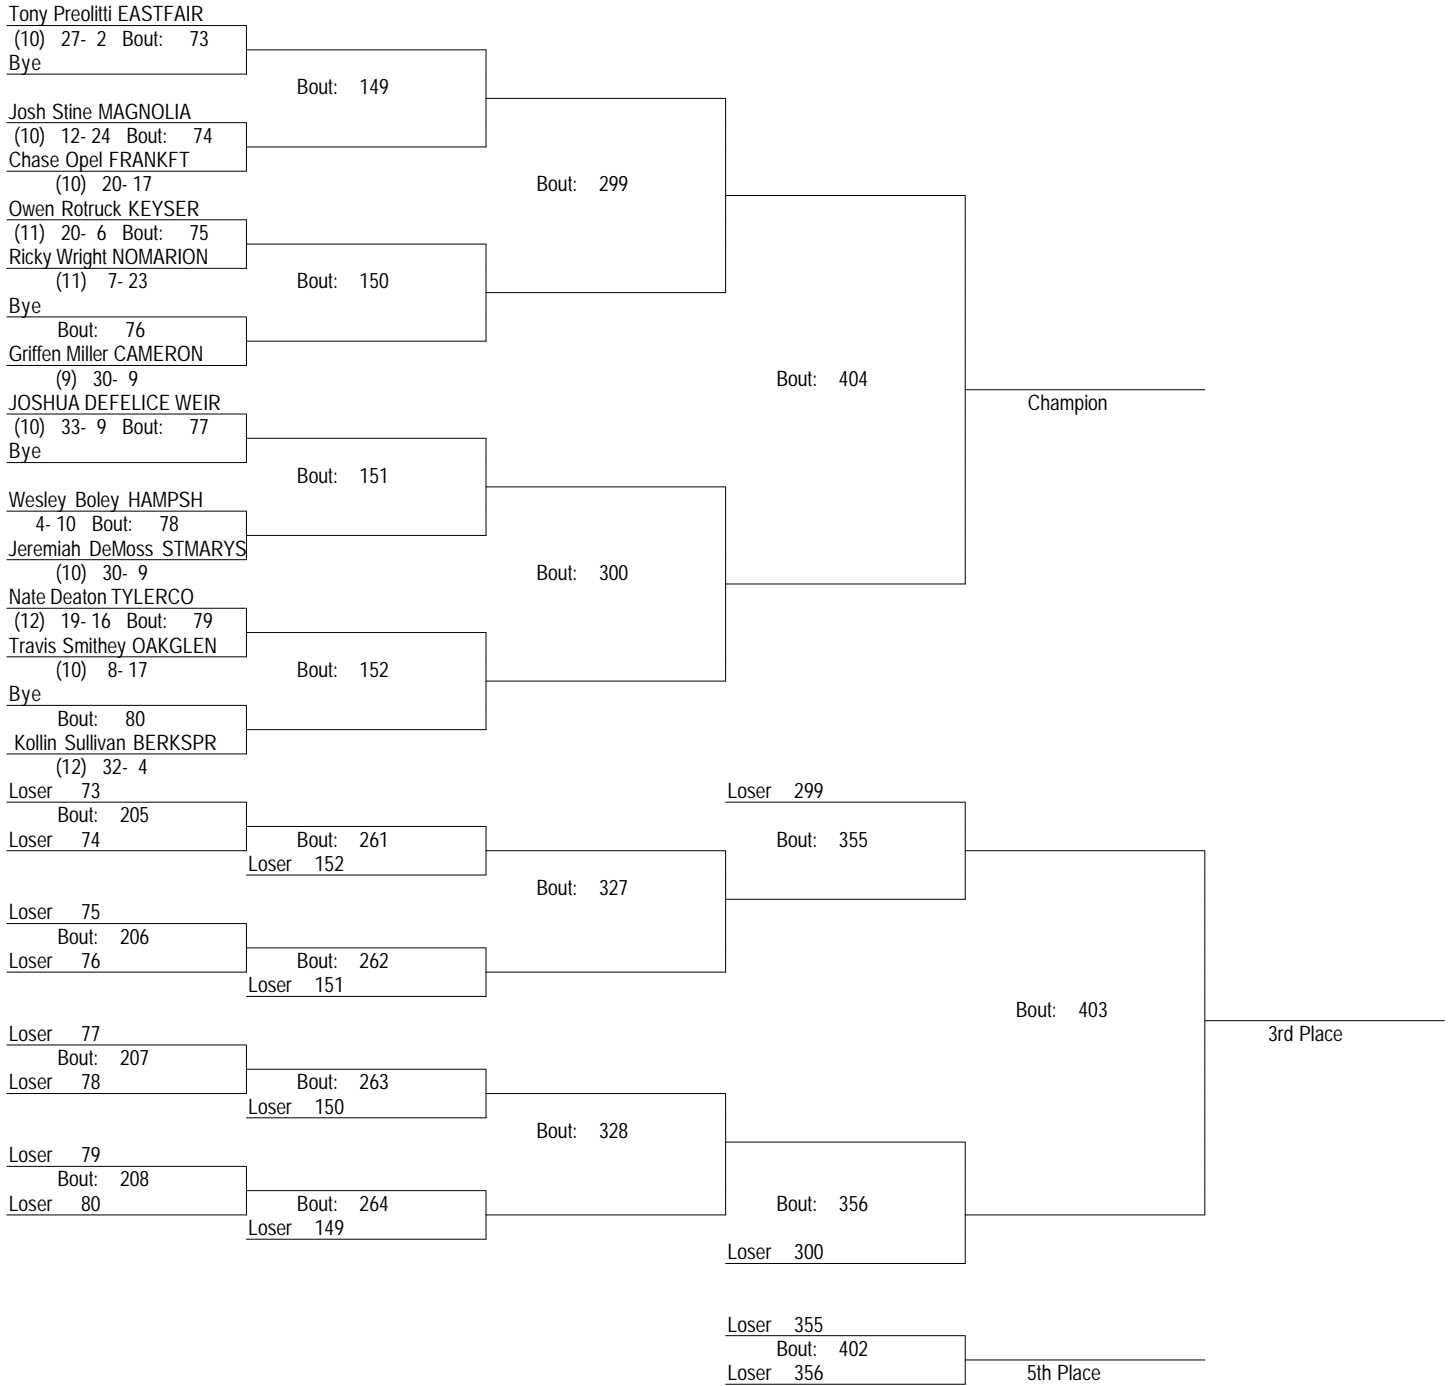 Tony Preolitti EASTFAIR
(10) 27- 2 Bout: 73
Bye
Bout: 149
Josh Stine MAGNOLIA
(10) 12- 24 Bout: 74
Chase Opel FRANKFT
(10) 20- 17
Bout: 299
Owen Rotruck KEYSER
(11) 20- 6 Bout: 75
Ricky Wright NOMARION
(11) 7- 23
Bout: 150
Bye
Bout: 76
Griffen Miller CAMERON
(9) 30- 9
Bout: 404
Champion
JOSHUA DEFELICE WEIR
(10) 33- 9 Bout: 77
Bye
Bout: 151
Wesley Boley HAMPSH
4- 10 Bout: 78
Jeremiah DeMoss STMARYS
(10) 30- 9
Bout: 300
Nate Deaton TYLERCO
(12) 19- 16 Bout: 79
Travis Smithey OAKGLEN
(10) 8- 17
Bout: 152
Bye
Bout: 80
Kollin Sullivan BERKSPR
(12) 32- 4
Loser 73
Bout: 205
Loser 74
Bout: 261
Loser 152
Loser 299
Bout: 355
Bout: 327
Loser 75
Bout: 206
Loser 76
Bout: 262
Loser 151
Bout: 403
3rd Place
Loser 77
Bout: 207
Loser 78
Bout: 263
Loser 150
Bout: 328
Loser 79
Bout: 208
Loser 80
Bout: 264
Loser 149
Bout: 356
Loser 300
Loser 355
Bout: 402
Loser 356
5th Place